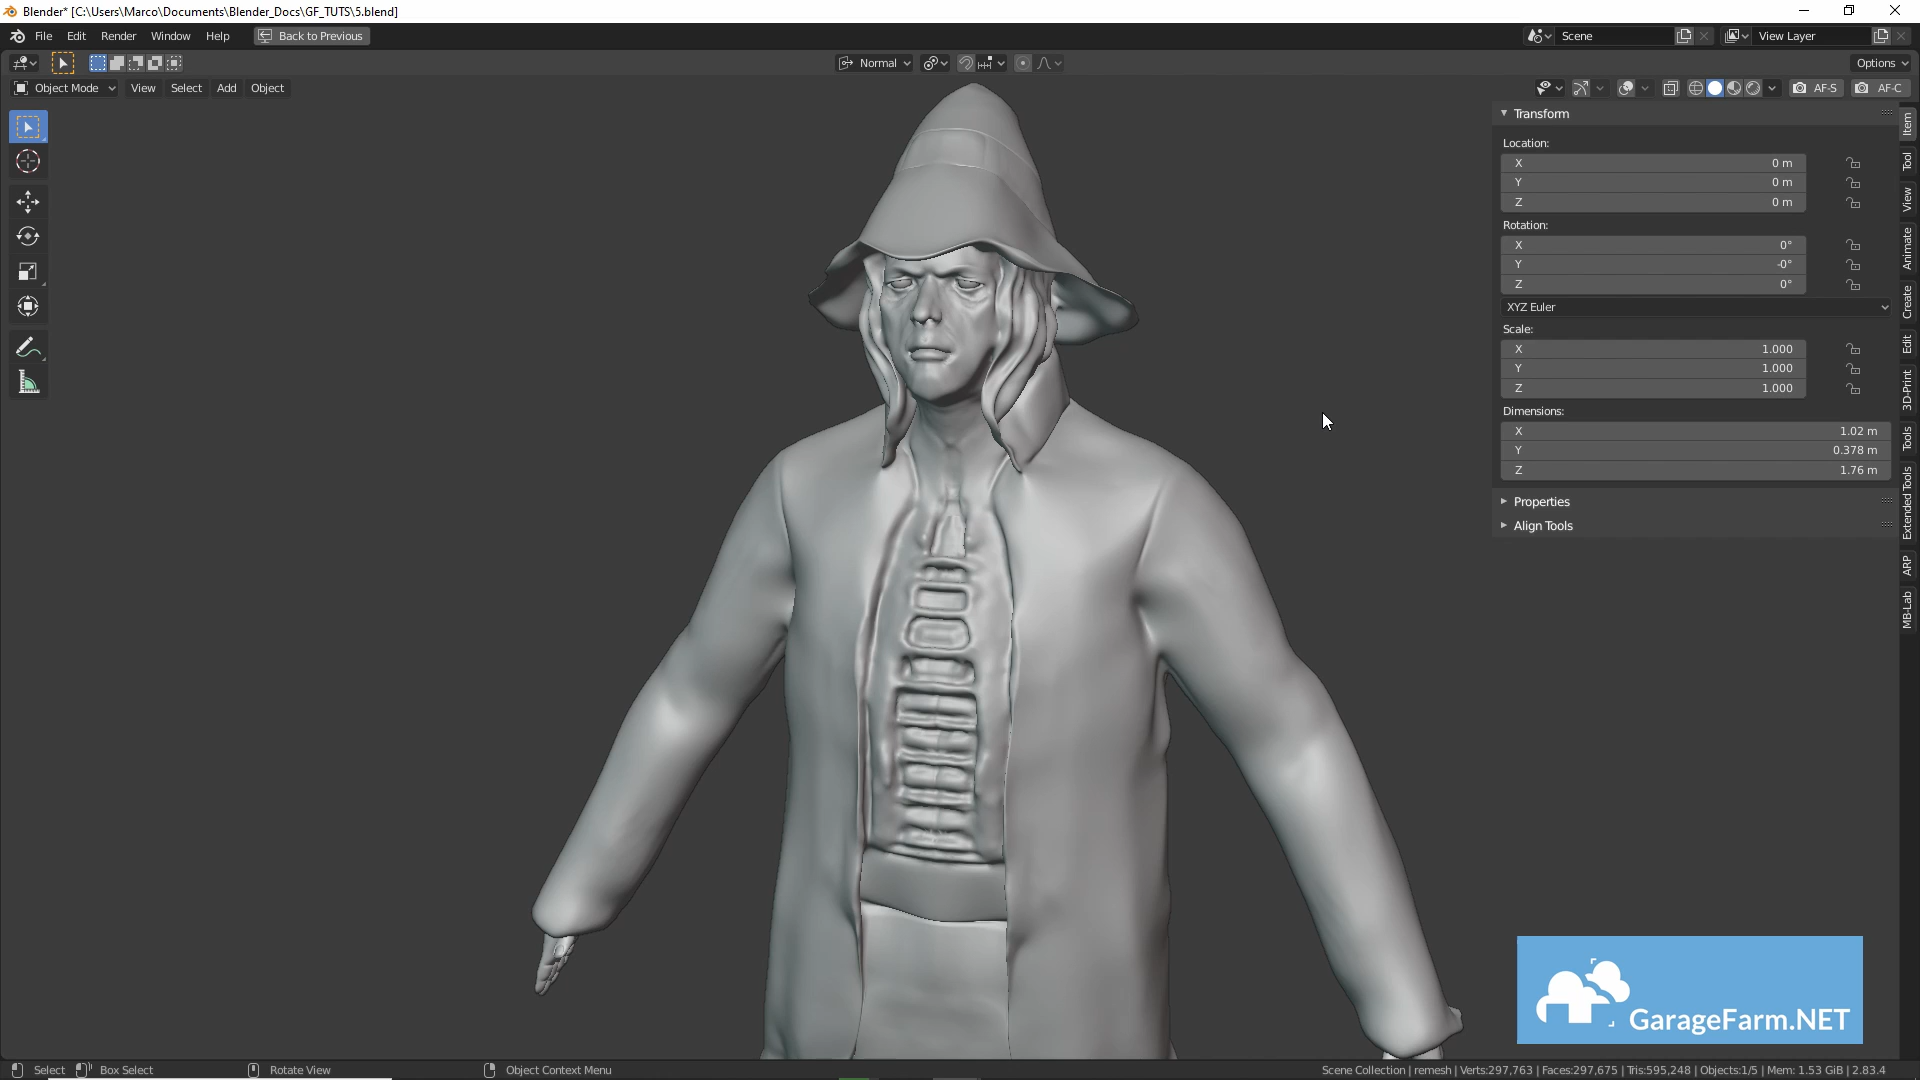 Blender* [C:\Users\Marco\Documents\Blender_Docs\GF_TUTS\5.blend]
File Edit Render Window Help Back to Previous Scene View Layer
Normal Options
Object Mode View Select Add Object AF-S AF-C
Transform
Location:
X 0 m
Y 0 m
Z 0 m
Rotation:
X 0°
Y -0°
Z 0°
XYZ Euler
Scale:
X 1.000
Y 1.000
Z 1.000
Dimensions:
X 1.02 m
Y 0.378 m
Z 1.76 m
Properties
Align Tools
Item
Tool
View
Animate
Create
Edit
3D-Print
Tools
Extended Tools
ARP
MB-Lab
GarageFarm.NET
Select Box Select Rotate View Object Context Menu Scene Collection | remesh | Verts:297,763 | Faces:297,675 | Tris:595,248 | Objects:1/5 | Mem: 1.53 GiB | 2.83.4